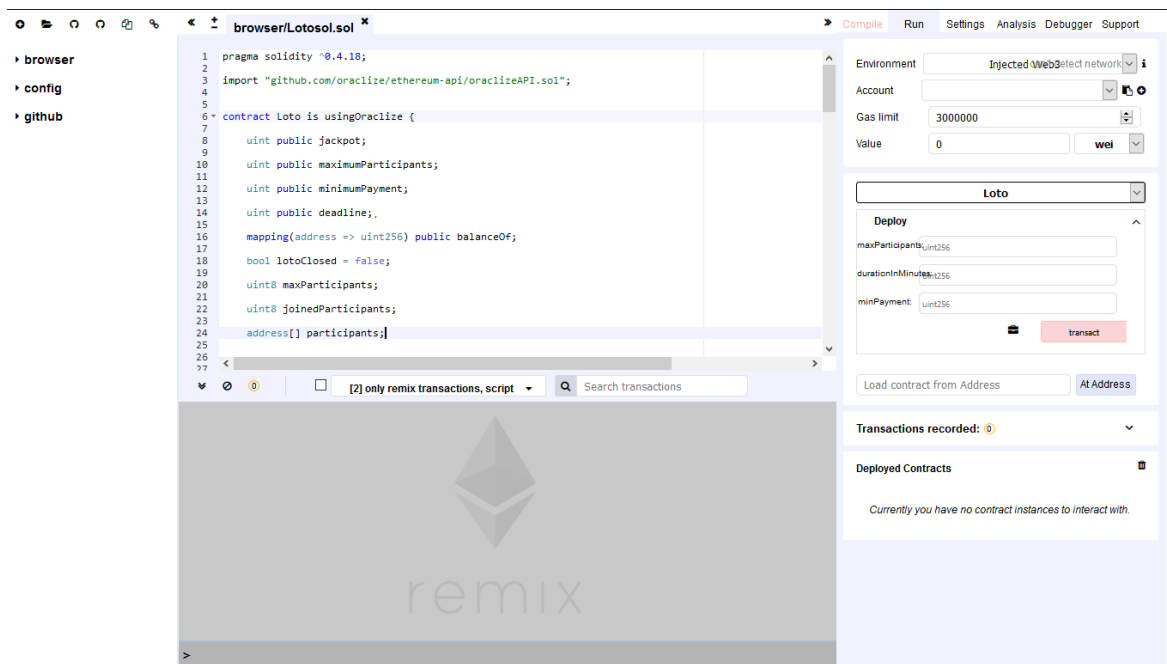 browser/Lotosol.sol
Compile Run Settings Analysis Debugger Support
browser
config
github
1 pragma solidity ^0.4.18;
2
3 import "github.com/oraclize/ethereum-api/oraclizeAPI.sol";
4
5
6 contract Loto is usingOraclize {
7
8 uint public jackpot;
9
10 uint public maximumParticipants;
11
12 uint public minimumPayment;
13
14 uint public deadline;
15
16 mapping(address => uint256) public balanceOf;
17
18 bool lotoClosed = false;
19
20 uint8 maxParticipants;
21
22 uint8 joinedParticipants;
23
24 address[] participants;
25
26
27
0
[2] only remix transactions, script
Search transactions
remix
>
Environment
Injected Web3
detect network
i
Account
Gas limit 3000000
Value 0 wei
Loto
Deploy
maxParticipants: uint256
durationInMinutes: uint256
minPayment: uint256
transact
Load contract from Address At Address
Transactions recorded: 0
Deployed Contracts
Currently you have no contract instances to interact with.